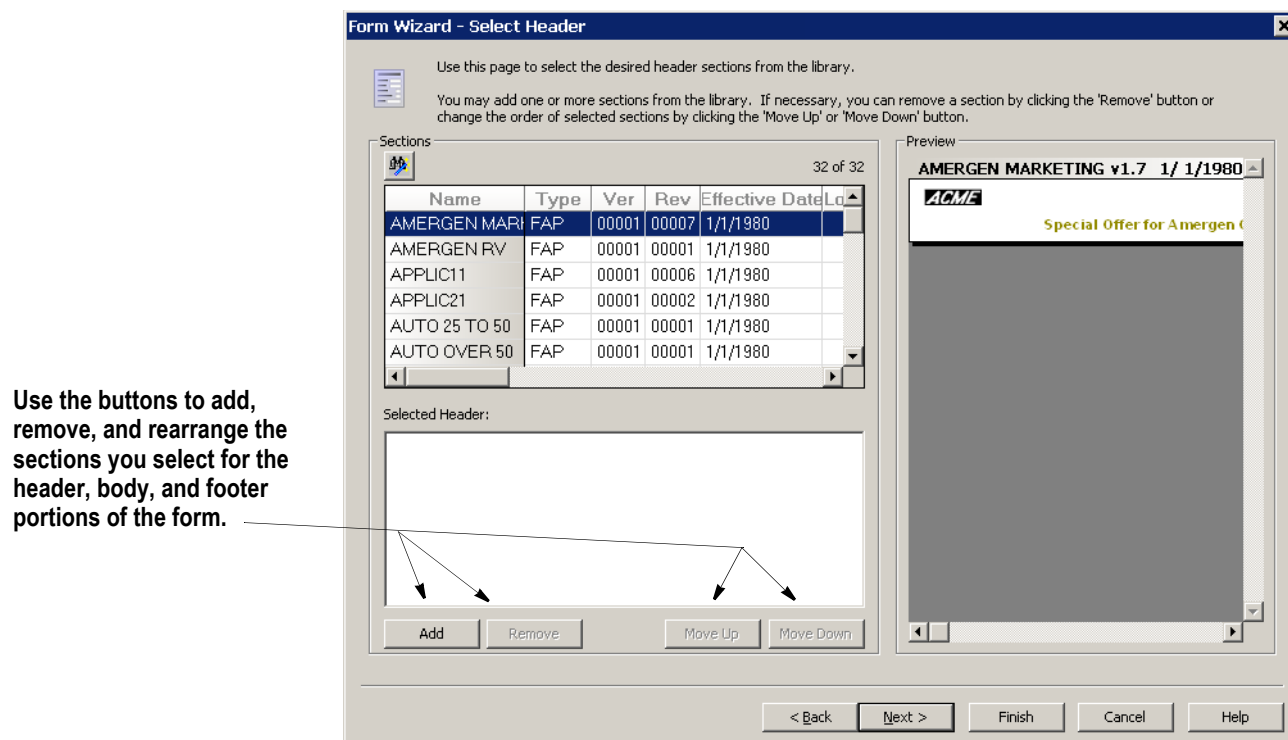 Form Wizard - Select Header
Use this page to select the desired header sections from the library.
You may add one or more sections from the library. If necessary, you can remove a section by clicking the 'Remove' button or
change the order of selected sections by clicking the 'Move Up' or 'Move Down' button.
Sections
32 of 32
Name Type Ver Rev Effective Date Lo
AMERGEN MAR FAP 00001 00007 1/1/1980
AMERGEN RV FAP 00001 00001 1/1/1980
APPLIC11 FAP 00001 00006 1/1/1980
APPLIC21 FAP 00001 00002 1/1/1980
AUTO 25 TO 50 FAP 00001 00001 1/1/1980
AUTO OVER 50 FAP 00001 00001 1/1/1980
Selected Header:
Add Remove Move Up Move Down
Preview
AMERGEN MARKETING v1.7 1/ 1/1980
ACME
Special Offer for Amergen
Use the buttons to add,
remove, and rearrange the
sections you select for the
header, body, and footer
portions of the form.
< Back Next > Finish Cancel Help